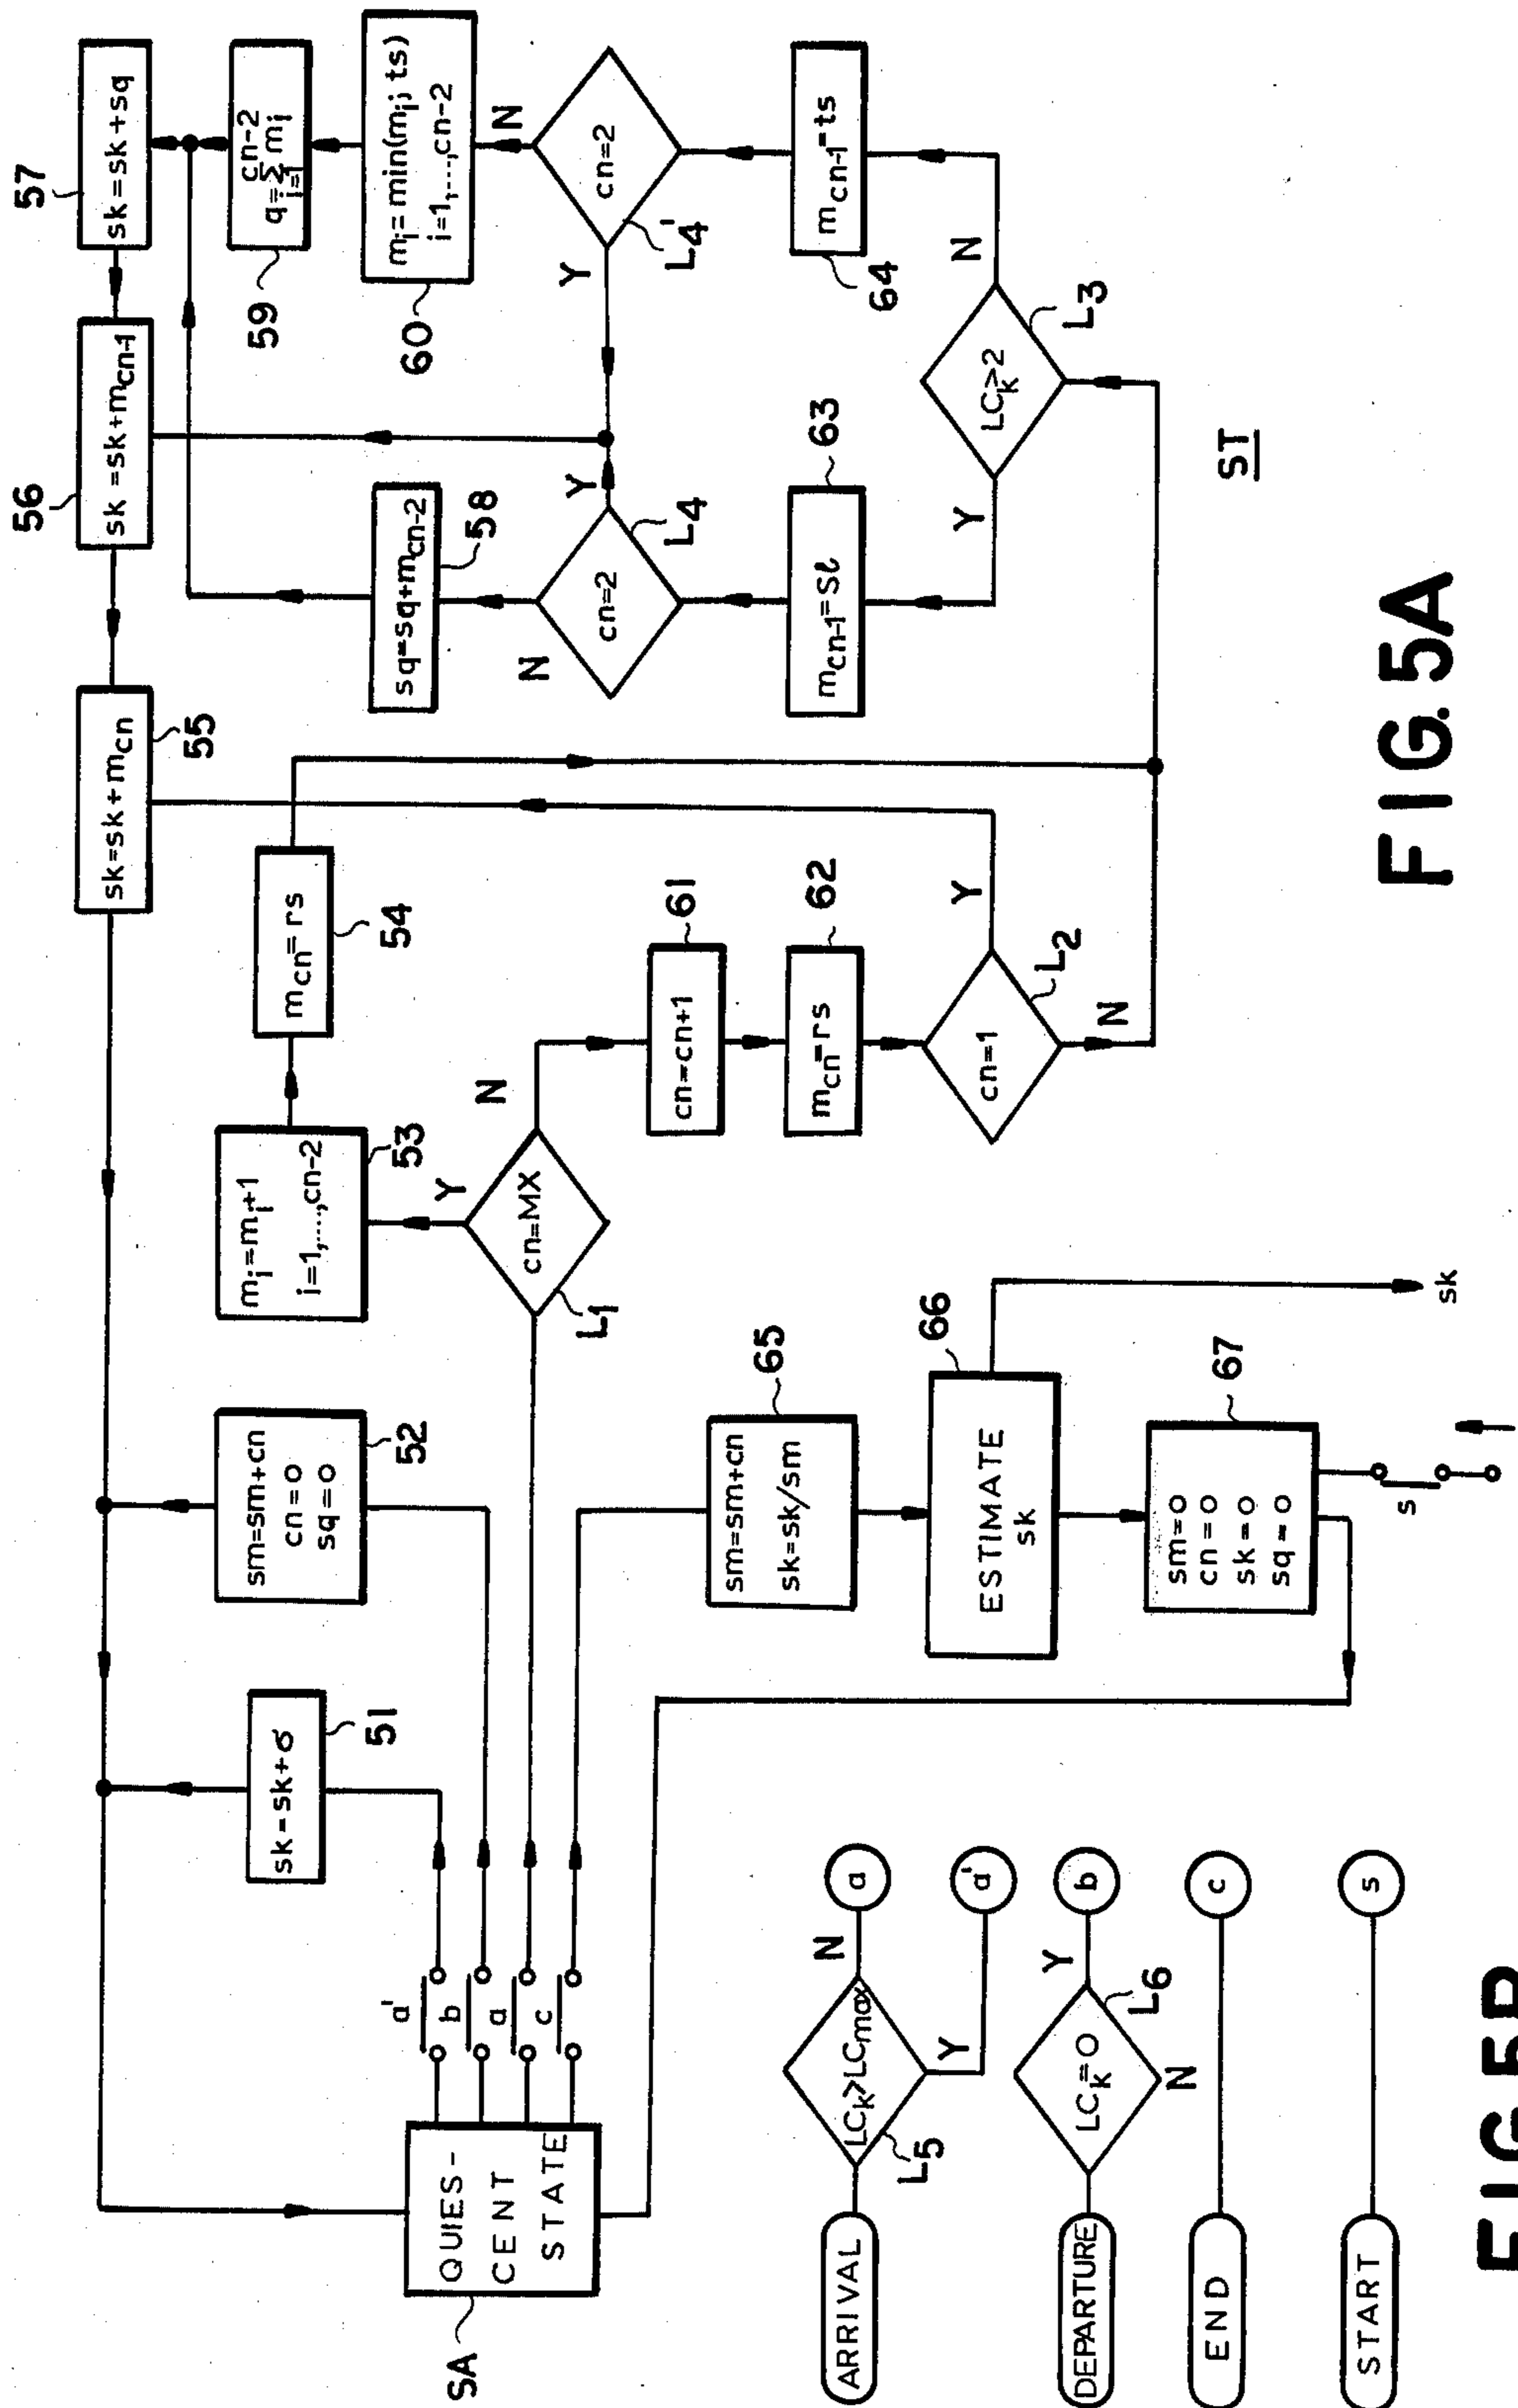 57
sk=sk+sq
56
sk=sk+mcn-1
sk=sk+mcn
55
59
cn-2
q=Σmi
i=1
60
mi=min(mi; ts)
i=1,...,cn-2
N
cn=2
Y
L4'
64
mcn-1=ts
N
LCk>2
L3
Y
sq=sq+mcn-2
58
Y
cn=2
L4
N
63
mcn-1=Sℓ
ST
mcn=rs
54
mi=mi+1
i=1,...,cn-2
53
Y
cn=MX
L1
N
cn=cn+1
61
mcn=rs
62
Y
cn=1
L2
N
sm=sm+cn
cn=0
sq=0
52
sk=sk+σ
51
sm=sm+cn
sk=sk/sm
65
ESTIMATE
sk
66
sk
sm=0
cn=0
sk=0
sq=0
67
s
a'
b
a
c
QUIES-
CENT
STATE
SA
ARRIVAL
LCk>LCmax
L5
N
a
Y
a'
DEPARTURE
LCk=0
L6
Y
b
N
END
c
START
s
FIG.5A